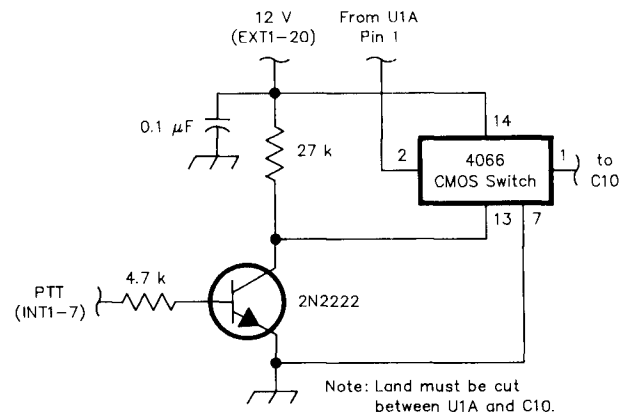 12 V
(EXT1-20)
From U1A
Pin 1
0.1 µF
27 k
14
2
4066
CMOS Switch
1
to
C10
13
7
4.7 k
PTT
(INT1-7)
2N2222
Note: Land must be cut
between U1A and C10.